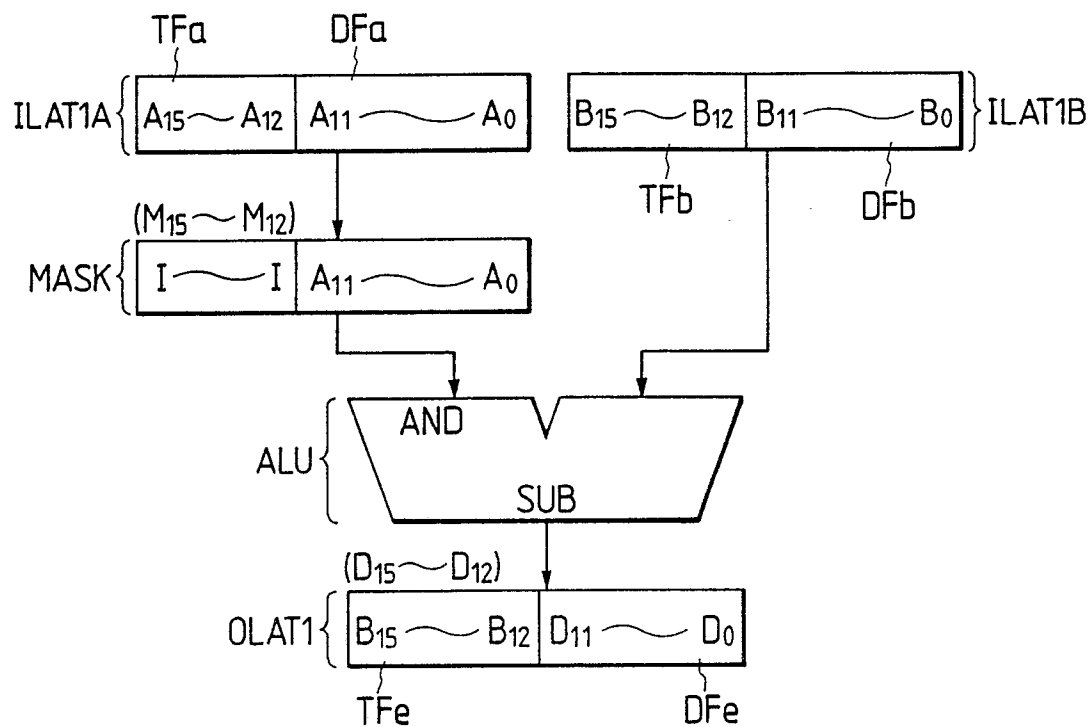 TFa DFa
ILAT1A A15 ~ A12 A11 ~ A0 B15 ~ B12 B11 ~ B0 ILAT1B
TFb DFb
(M15 ~ M12)
MASK I ~ I A11 ~ A0
AND
ALU
SUB
(D15 ~ D12)
OLAT1 B15 ~ B12 D11 ~ D0
TFe DFe